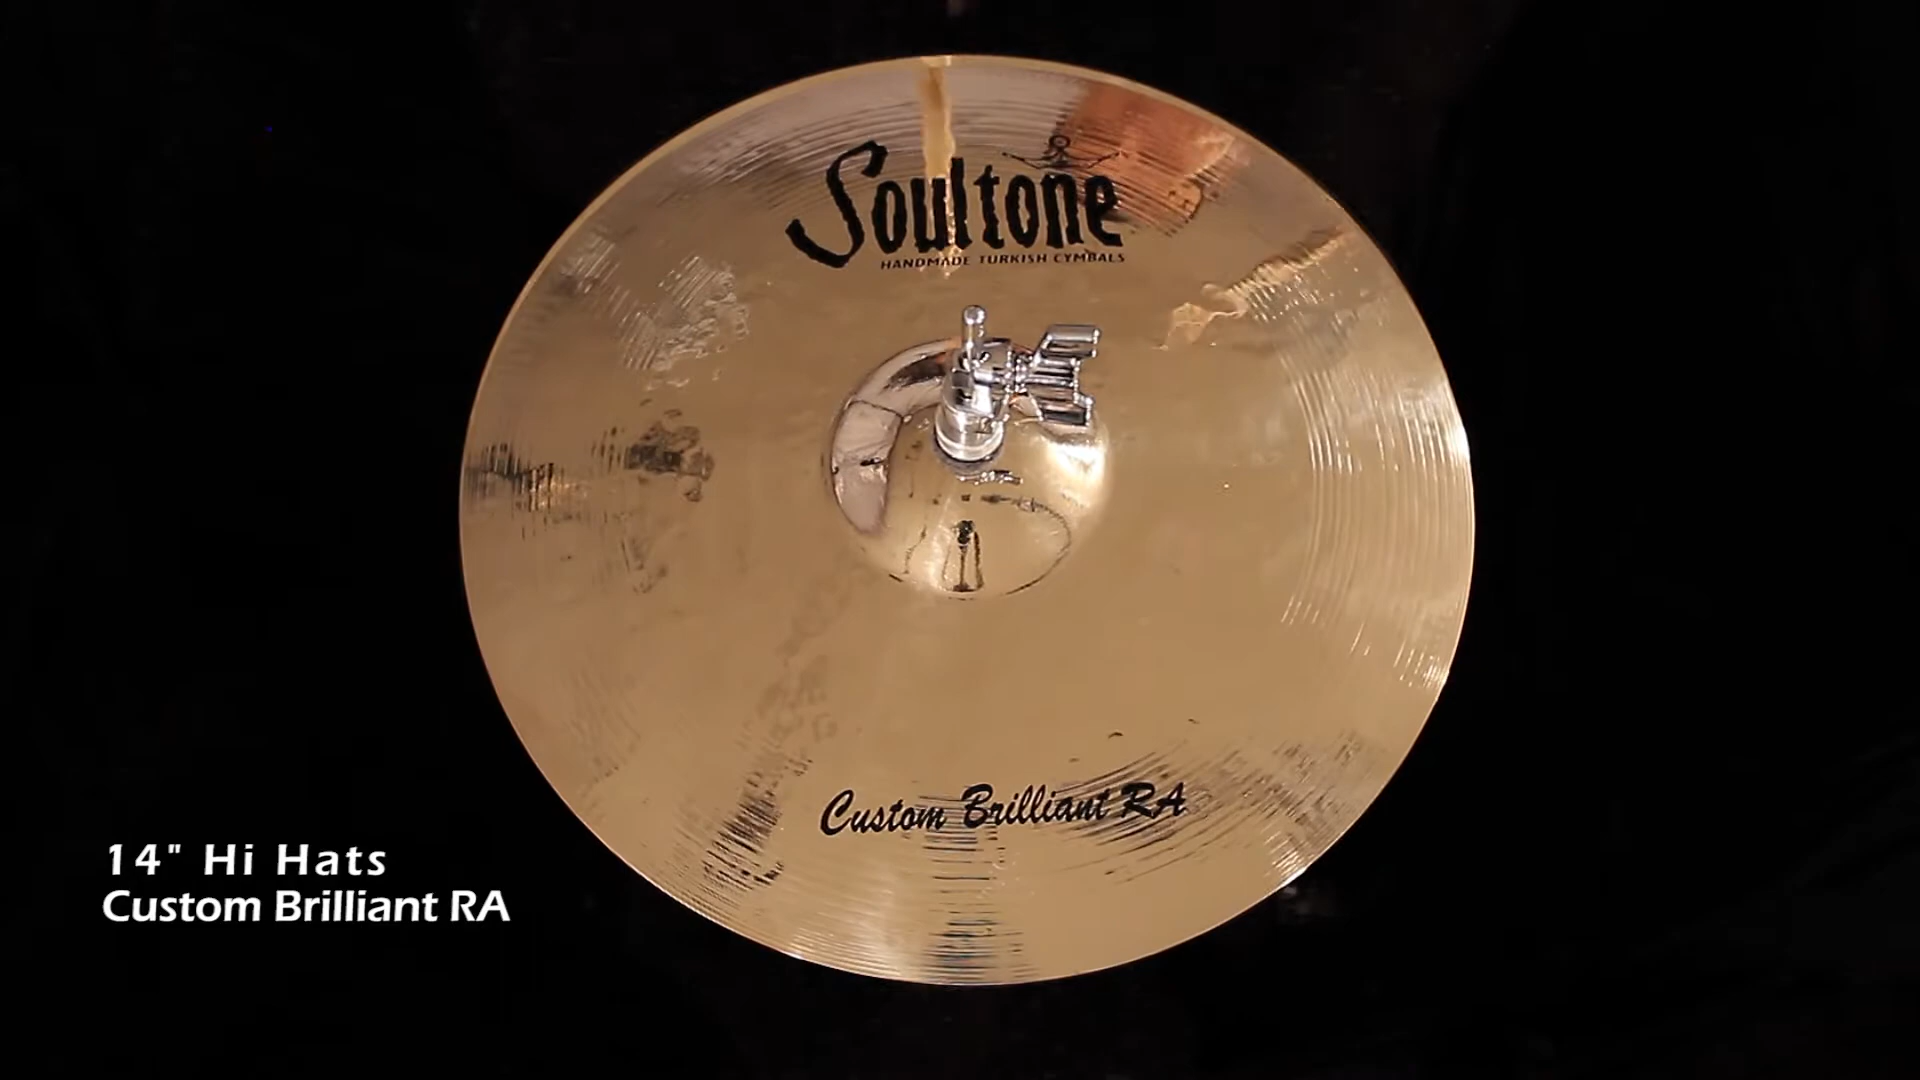 Soultone
HANDMADE TURKISH CYMBALS
Custom Brilliant RA
14" Hi Hats
Custom Brilliant RA